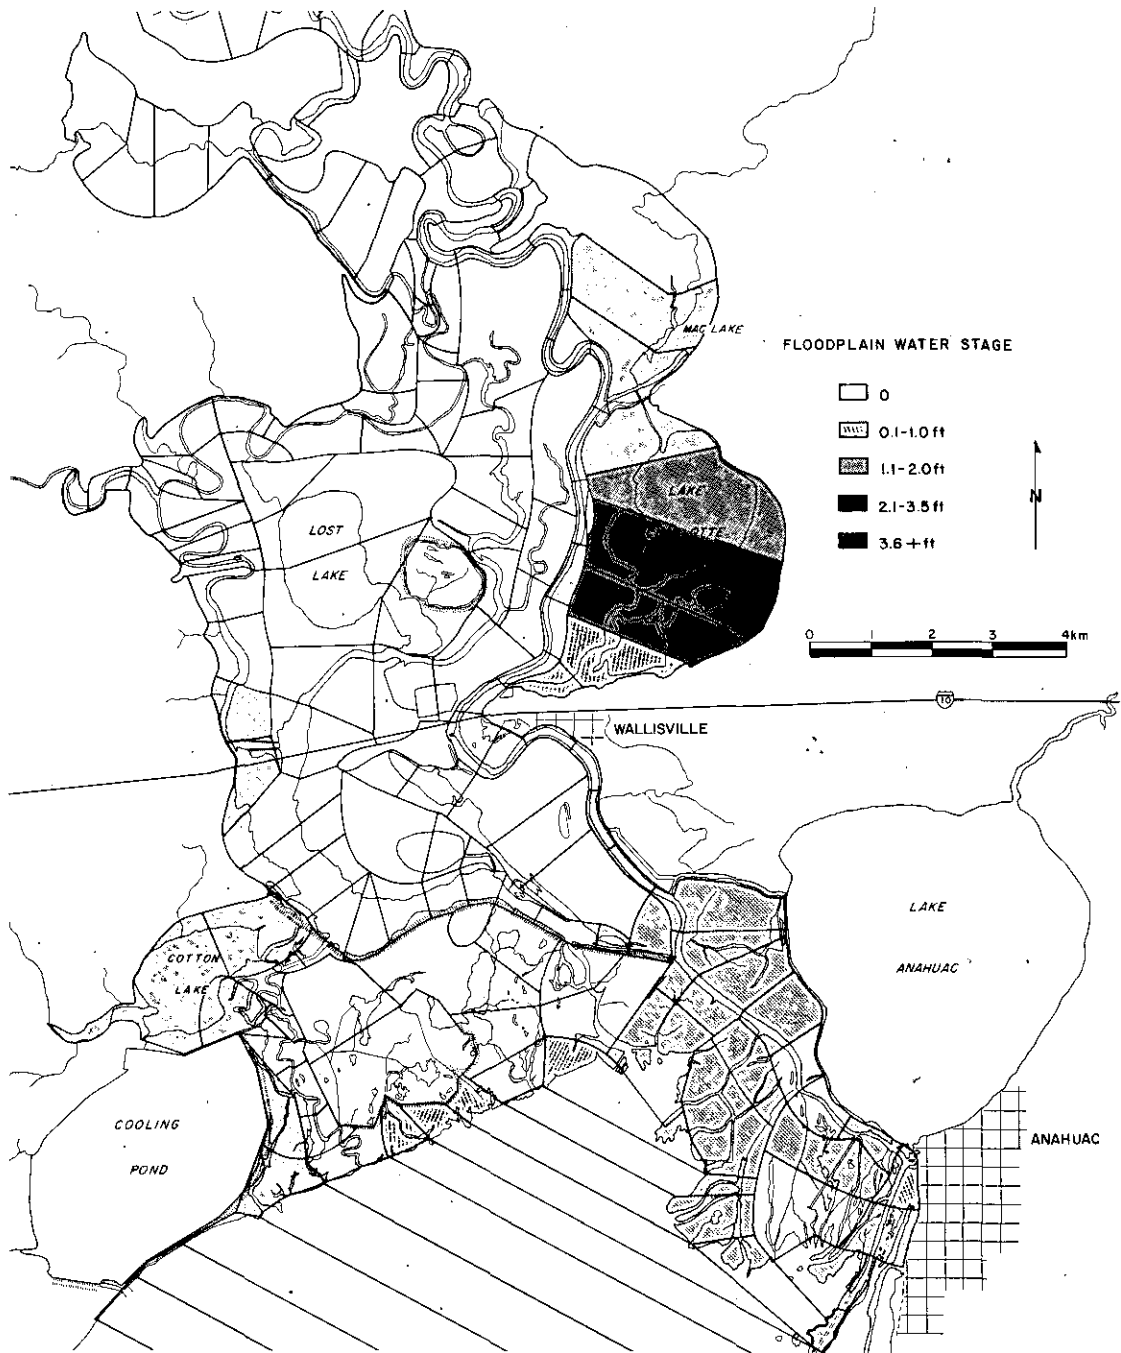 MAC LAKE
FLOODPLAIN WATER STAGE
0
0.1-1.0 ft
1.1-2.0 ft
2.1-3.5 ft
3.6 + ft
N
LAKE
OTTE
LOST
LAKE
0 1 2 3 4km
10
WALLISVILLE
LAKE
ANAHUAC
COTTON
LAKE
COOLING
POND
ANAHUAC